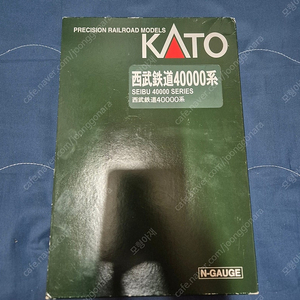 PRECISION RAILROAD MODELS
KATO
西武鉄道40000系
SEIBU 40000 SERIES
西武鉄道40000系
N-GAUGE